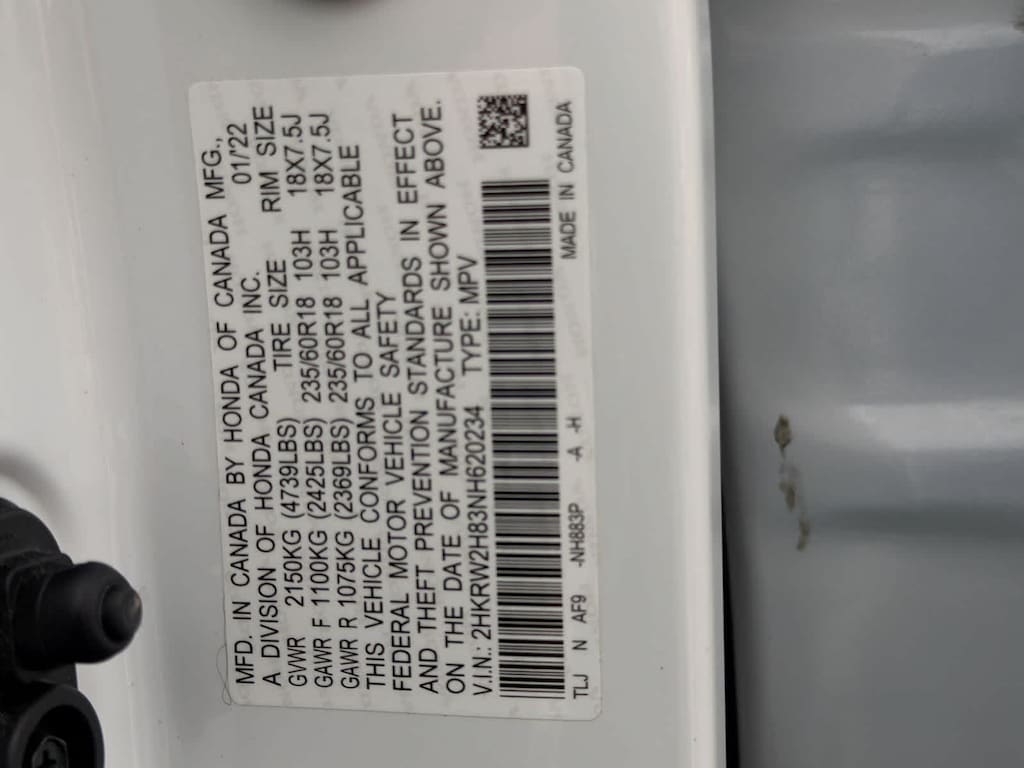 MFD. IN CANADA BY HONDA OF CANADA MFG.,
A DIVISION OF HONDA CANADA INC. 01/22
GVWR 2150KG (4739LBS) TIRE SIZE RIM SIZE
GAWR F 1100KG (2425LBS) 235/60R18 103H 18X7.5J
GAWR R 1075KG (2369LBS) 235/60R18 103H 18X7.5J
THIS VEHICLE CONFORMS TO ALL APPLICABLE
FEDERAL MOTOR VEHICLE SAFETY
AND THEFT PREVENTION STANDARDS IN EFFECT
ON THE DATE OF MANUFACTURE SHOWN ABOVE.
V.I.N.: 2HKRW2H83NH620234 TYPE: MPV
TLJ N AF9 -NH883P -A -H MADE IN CANADA